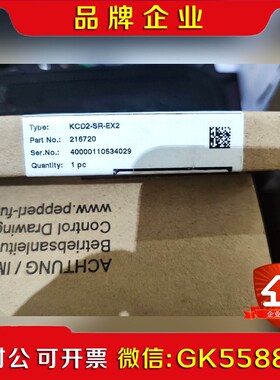 品牌企业
Type: KCD2-SR-EX2
Part No.: 216720
Ser.No.: 40000110534029
Quantity: 1 pc
ACHTUNG / IM
Betriebsanleitu
Control Drawing
www.pepperl-fu
对公 可开票 微信:GK5588